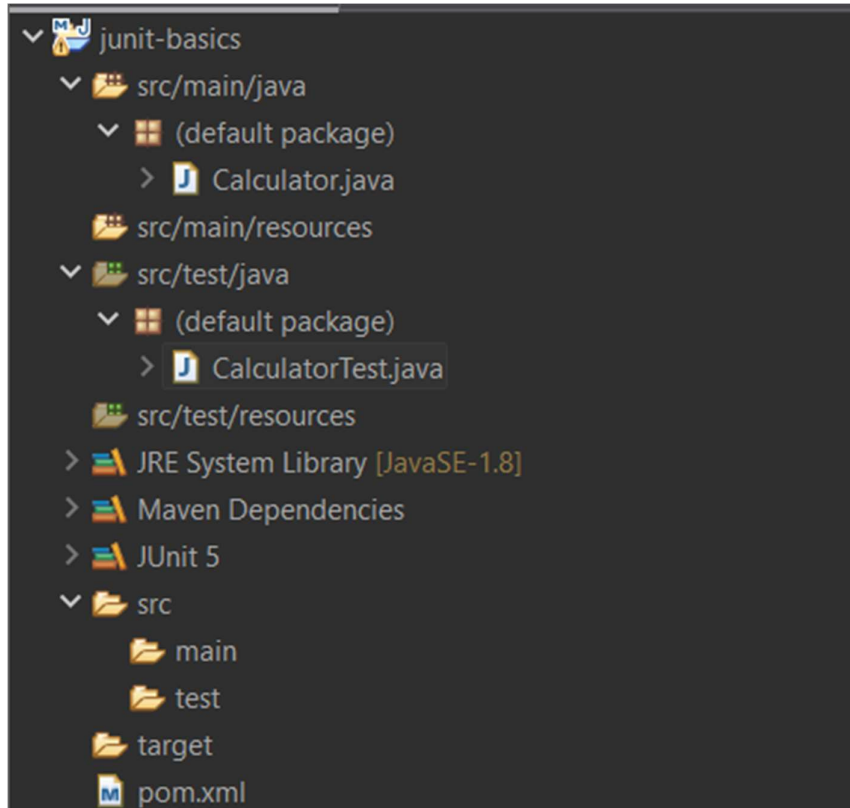 junit-basics
src/main/java
(default package)
Calculator.java
src/main/resources
src/test/java
(default package)
CalculatorTest.java
src/test/resources
JRE System Library [JavaSE-1.8]
Maven Dependencies
JUnit 5
src
main
test
target
pom.xml